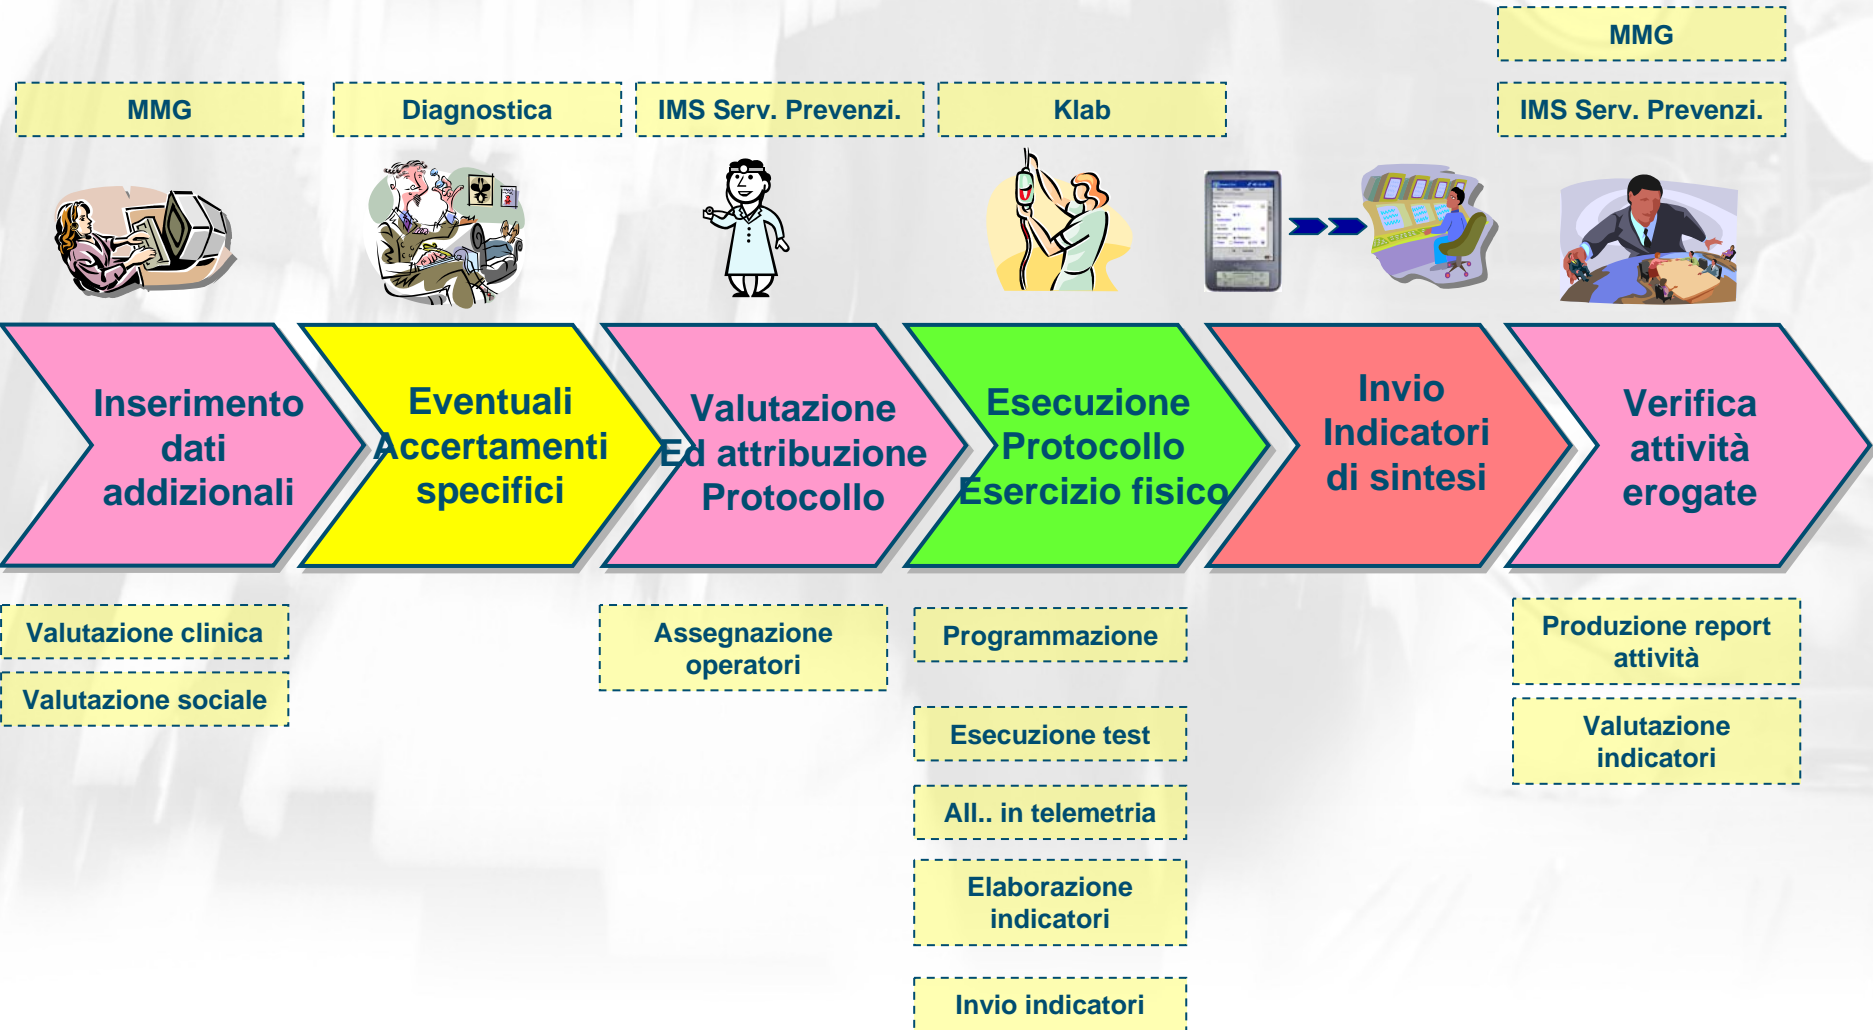 MMG
MMG
Diagnostica
IMS Serv. Prevenzi.
Klab
IMS Serv. Prevenzi.
Inserimento
dati
addizionali
Eventuali
Accertamenti
specifici
Valutazione
Ed attribuzione
Protocollo
Esecuzione
Protocollo
Esercizio fisico
Invio
Indicatori
di sintesi
Verifica
attività
erogate
Valutazione clinica
Valutazione sociale
Assegnazione
operatori
Programmazione
Esecuzione test
All.. in telemetria
Elaborazione
indicatori
Invio indicatori
Produzione report
attività
Valutazione
indicatori